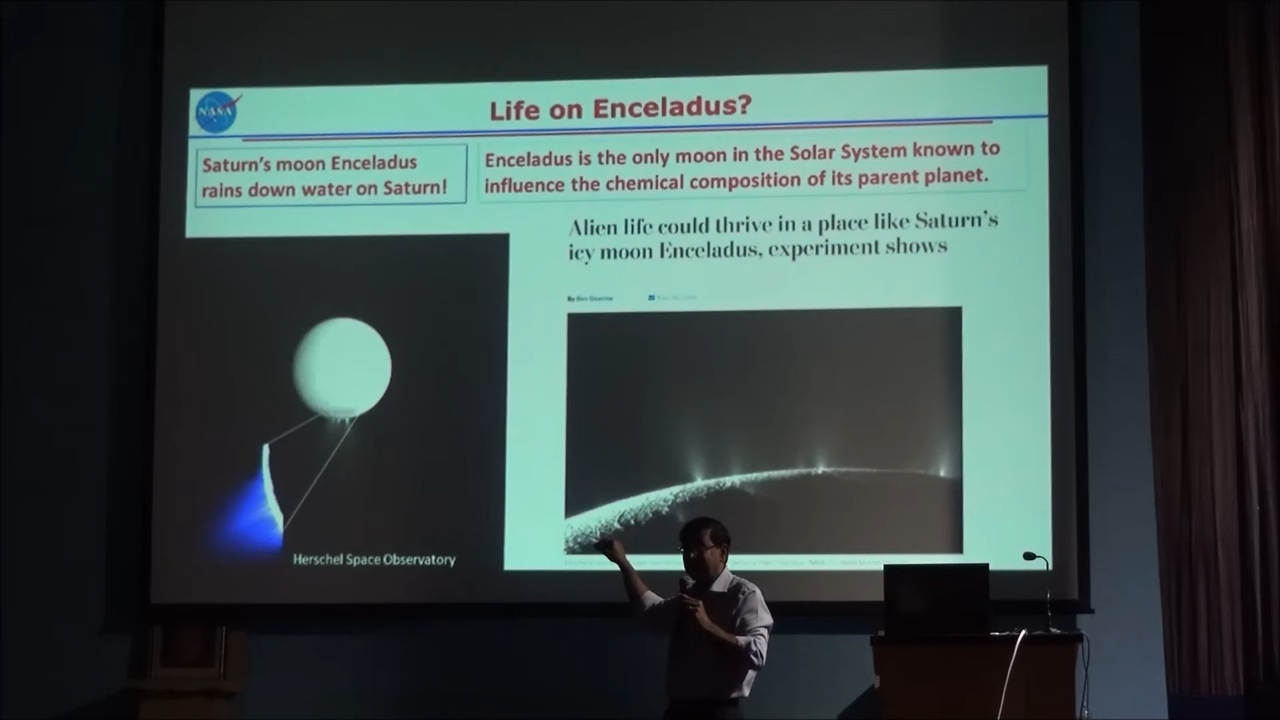 NASA
Life on Enceladus?
Saturn's moon Enceladus
rains down water on Saturn!
Enceladus is the only moon in the Solar System known to
influence the chemical composition of its parent planet.
Alien life could thrive in a place like Saturn's
icy moon Enceladus, experiment shows
By Ben
Herschel Space Observatory